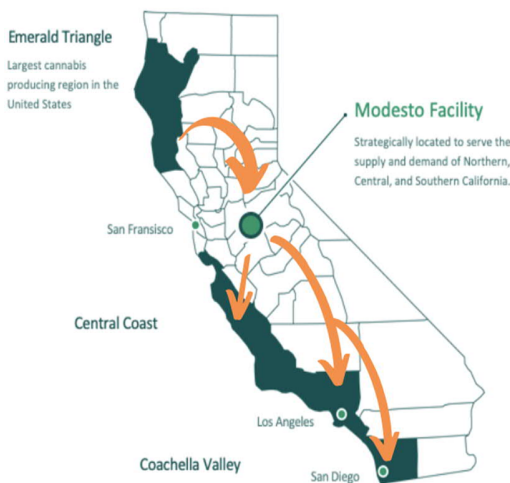 Emerald Triangle
Largest cannabis
producing region in the
United States
Modesto Facility
Strategically located to serve the
supply and demand of Northern,
Central, and Southern California.
San Fransisco
Central Coast
Los Angeles
Coachella Valley
San Diego